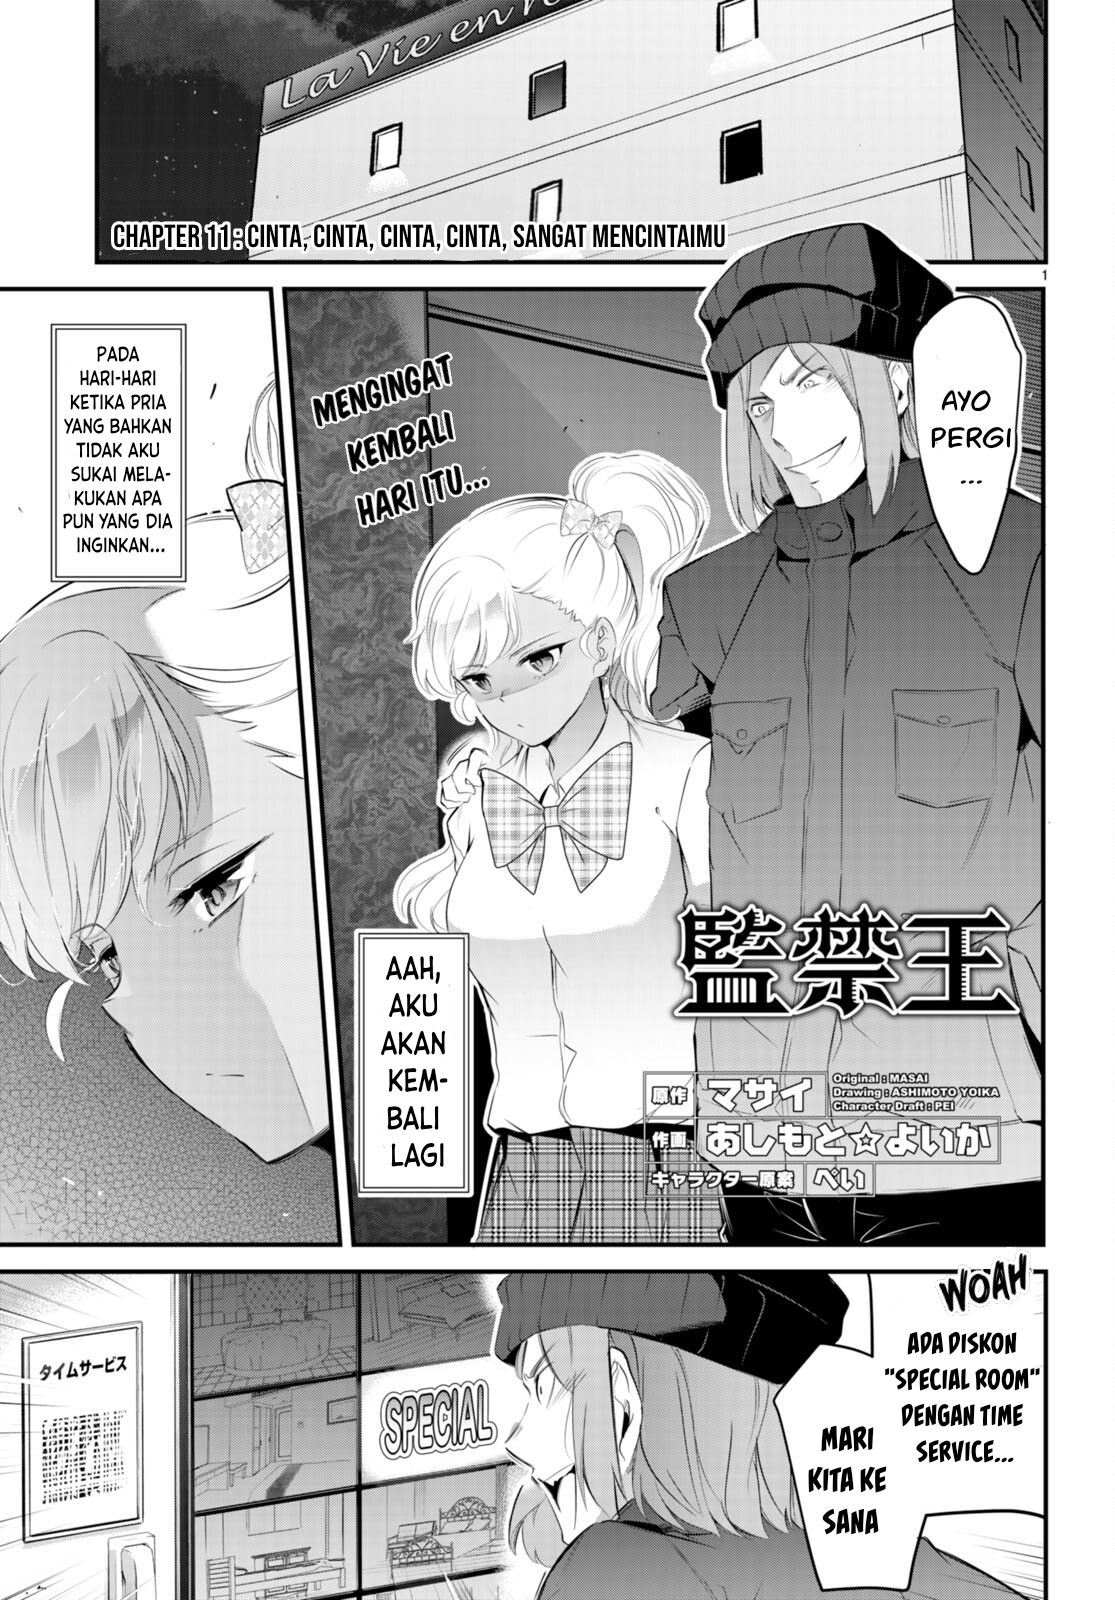 La Vie en
CHAPTER 11 : CINTA, CINTA, CINTA, CINTA, SANGAT MENCINTAIMU
1
AYO
PERGI
...
MENGINGAT
KEMBALI
HARI ITU...
PADA
HARI-HARI
KETIKA PRIA
YANG BAHKAN
TIDAK AKU
SUKAI MELA-
KUKAN APA
PUN YANG DIA
INGINKAN...
AAH,
AKU
AKAN
KEM-
BALI
LAGI
監禁王
原作 マサイ
Original : MASAI
Drawing : ASHIMOTO YOIKA
Character Draft : PEI
作画 あしもと☆よいか
キャラクター原案 ぺい
WOAH
ADA DISKON
"SPECIAL ROOM"
DENGAN TIME
SERVICE...
MARI
KITA KE
SANA
SPECIAL
タイムサービス